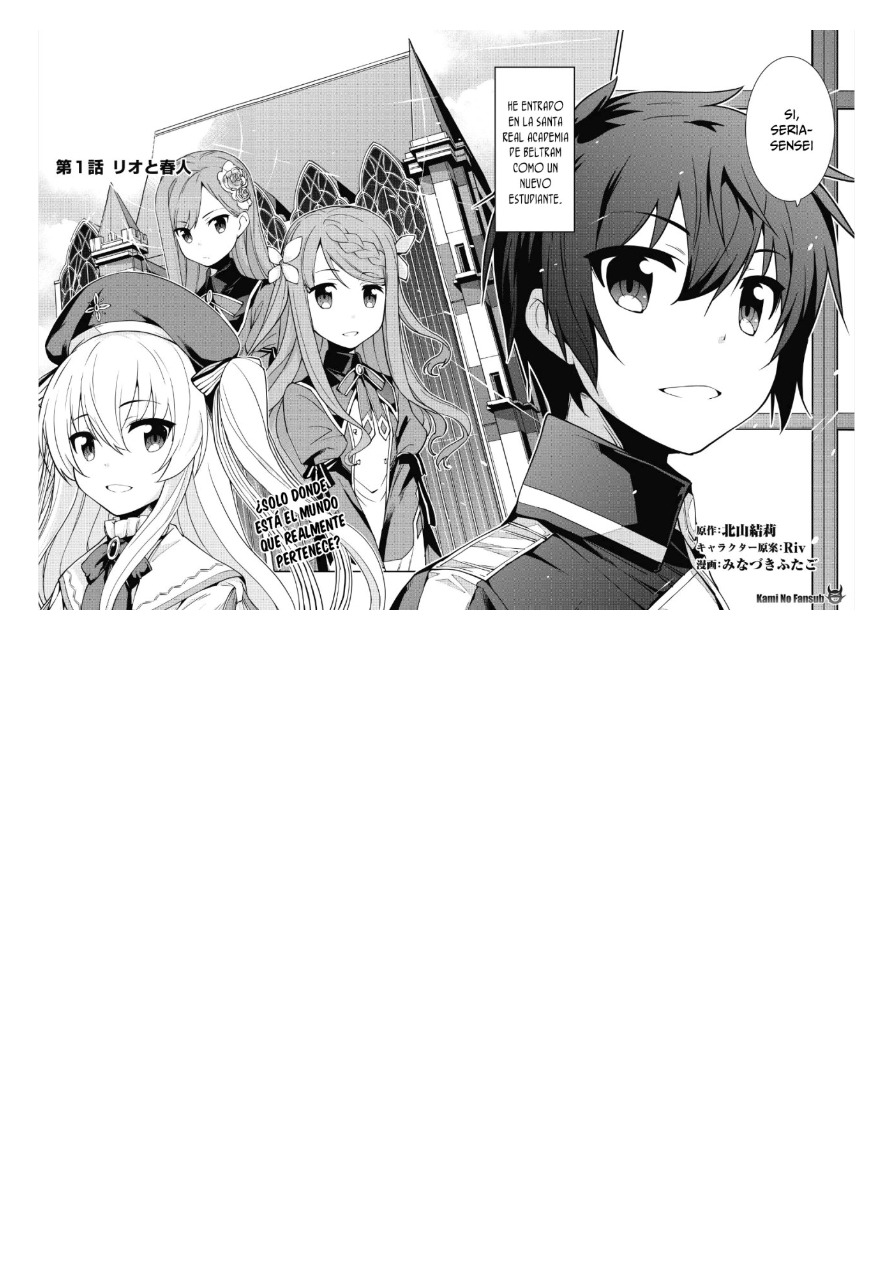 SI,
SERIA-
SENSEI
HE ENTRADO
EN LA SANTA
REAL ACADEMIA
DE BELTRAM
COMO UN
NUEVO
ESTUDIANTE.
第1話 リオと春人
¿SOLO DONDE
ESTÁ EL MUNDO
QUE REALMENTE
PERTENECE?
原作:北山結莉
キャラクター原案:Riv
漫画:みなづきふたご
Kami No Fansub